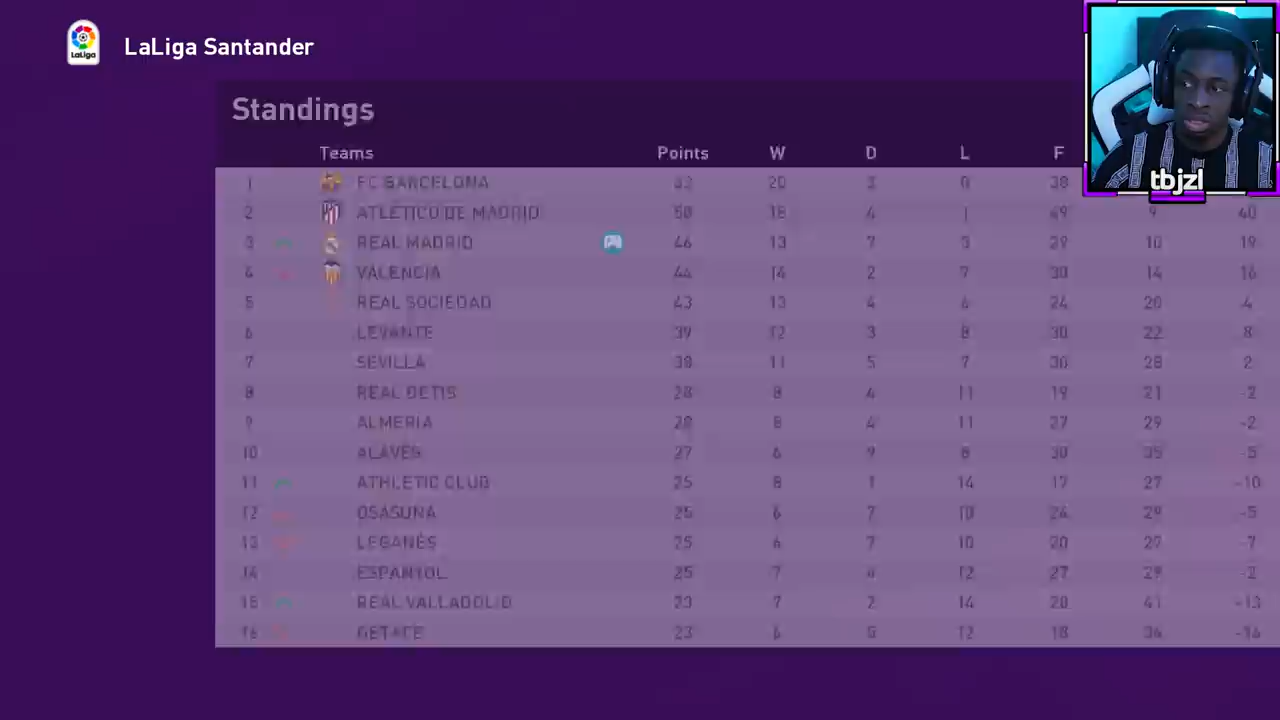 LaLiga
LaLiga Santander
tbjzl
Standings
Teams Points W D L F
1 FC BARCELONA 20 3 0 38
2 ATLÉTICO DE MADRID 50 4 1 49 9 40
3 REAL MADRID 46 13 7 3 29 10 19
4 VALENCIA 44 14 2 7 30 14 16
5 REAL SOCIEDAD 43 13 4 6 24 20 4
6 LEVANTE 39 12 3 8 30 22 8
7 SEVILLA 38 11 5 7 30 28 2
8 REAL BETIS 28 8 4 11 19 21 -2
9 ALMERÍA 28 8 4 11 27 29 -2
10 ALAVÉS 27 6 9 8 30 35 -5
11 ATHLETIC CLUB 25 8 1 14 17 27 -10
12 OSASUNA 25 6 7 10 24 29 -5
13 LEGANÉS 25 6 7 10 20 27 -7
14 ESPANYOL 25 7 4 12 27 29 -2
15 REAL VALLADOLID 23 7 2 14 28 41 -13
16 GETAFE 23 6 5 12 18